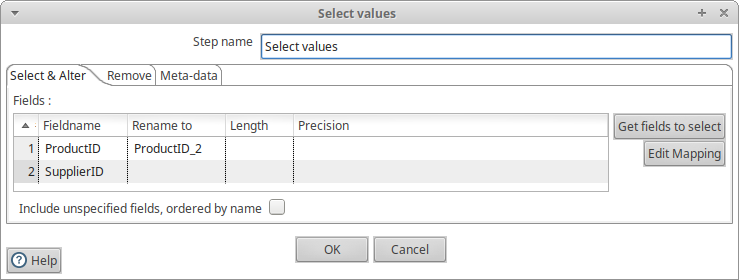 Select values
Step name Select values
Select & Alter Remove Meta-data
Fields :
Fieldname Rename to Length Precision
1 ProductID ProductID_2
2 SupplierID
Get fields to select
Edit Mapping
Include unspecified fields, ordered by name
OK Cancel
Help